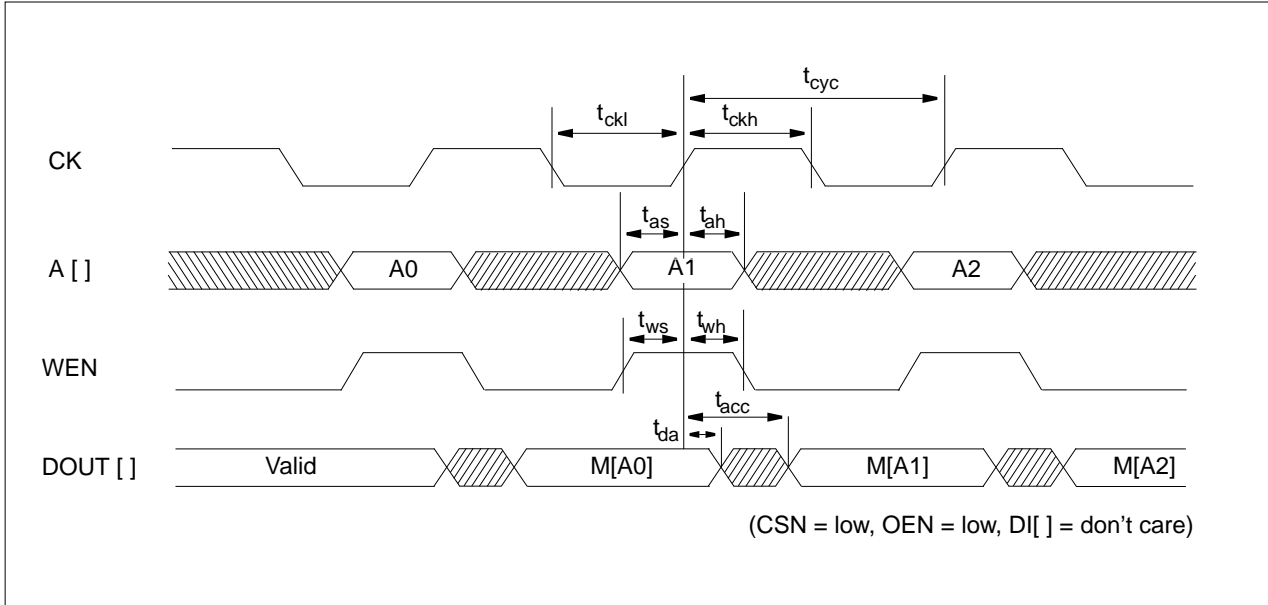 t_cyc
t_ckl t_ckh
CK
t_as t_ah
A [ ] A0 A1 A2
t_ws t_wh
WEN
t_acc
t_da
DOUT [ ] Valid M[A0] M[A1] M[A2]
(CSN = low, OEN = low, DI[ ] = don't care)